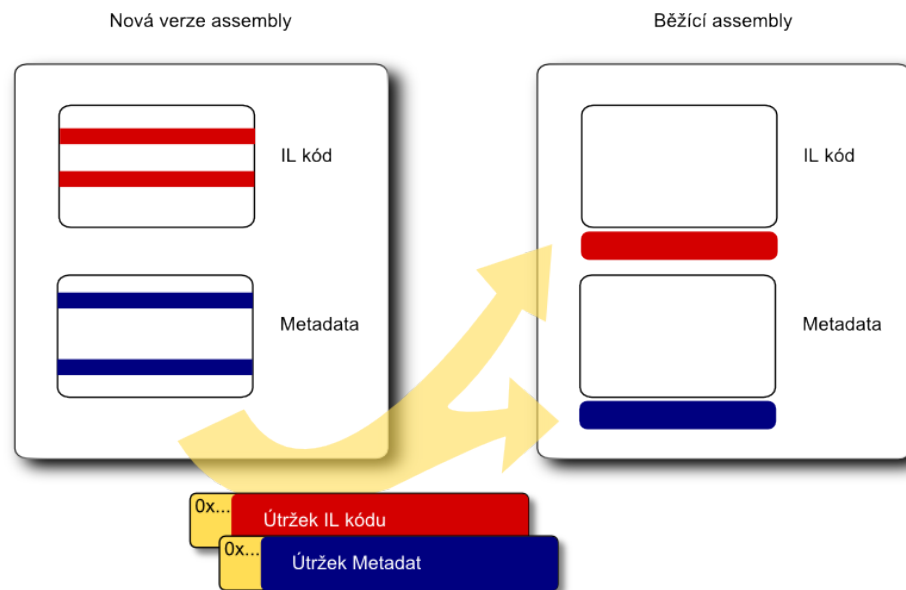 Nová verze assembly
Běžící assembly
IL kód
IL kód
Metadata
Metadata
0x...
Útržek IL kódu
0x...
Útržek Metadat